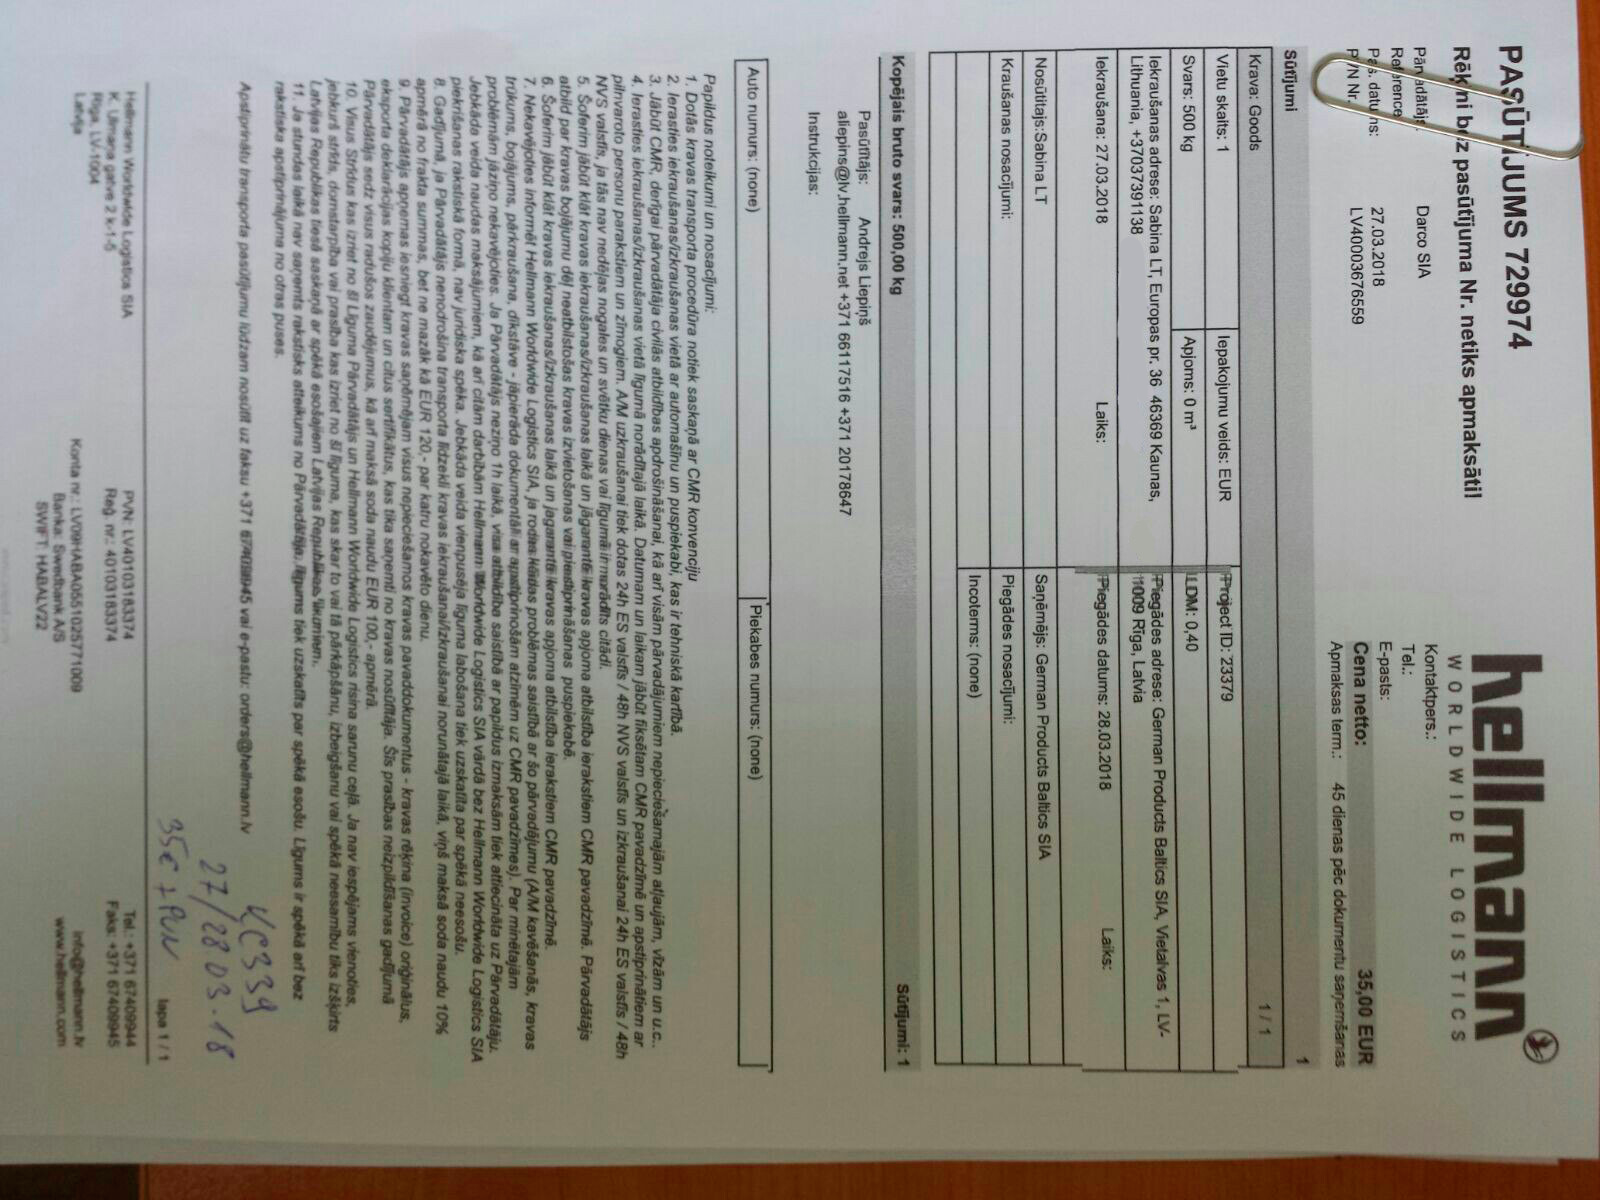 PASŪTĪJUMS 729974
Rēķini bez pasūtījuma Nr. netiks apmaksāti!
hellmann
WORLDWIDE LOGISTICS
Pārvadātājs: Darco SIA
Reference
Pas. datums: 27.03.2018
PVN Nr. LV40003676559
Kontaktpers.:
Tel.:
E-pasts:
Cena netto: 35,00 EUR
Apmaksas term.: 45 dienas pēc dokumentu saņemšanas
Sūtījumi 1
Krava: Goods 1 / 1
Vietu skaits: 1 Iepakojumu veids: EUR Project ID: 23379
Svars: 500 kg Apjoms: 0 m³ LDM: 0,40
Iekraušanas adrese: Sabina LT, Europas pr. 36 46369 Kaunas, Lithuania, +37037391138
Piegādes adrese: German Products Baltics SIA, Vietalvas 1, LV-1009 Rīga, Latvia
Iekraušana: 27.03.2018 Laiks: Piegādes datums: 28.03.2018 Laiks:
Nosūtītajs:Sabina LT Saņēmējs: German Products Baltics SIA
Kraušanas nosacījumi: Piegādes nosacījumi:
Incoterms: (none)
Kopējais bruto svars: 500,00 kg Sūtījumi: 1
Pasūtītājs: Andrejs Liepiņš
aliepins@lv.hellmann.net +371 66117516 +371 20178647
Instrukcijas:
Auto numurs: (none) Piekabes numurs: (none)
Papildus noteikumi un nosacījumi:
1. Dotās kravas transporta procedūra notiek saskaņā ar CMR konvenciju
2. Ierasties iekraušanas/izkraušanas vietā ar automašīnu un puspiekabi, kas ir tehniskā kārtībā.
3. Jābūt CMR, derīgai pārvadātāja civilās atbildības apdrošināšanai, kā arī visām pārvadājumiem nepieciešamajām atļaujām, vīzām un u.c..
4. Ierasties iekraušanas/izkraušanas vietā līgumā norādītajā laikā. Datumam un laikam jābūt fiksētam CMR pavadzīmē un apstiprinātiem ar
pilnvaroto personu parakstiem un zīmogiem. A/M uzkraušanai tiek dotas 24h ES valstīs / 48h NVS valstīs un izkraušanai 24h ES valstīs / 48h
NVS valstīs, ja tās nav nedēļas nogales un svētku dienas vai līgumā ir norādīts citādi.
5. Šoferim jābūt klāt kravas iekraušanas/izkraušanas laikā un jāgarantē kravas apjoma atbilstība ierakstiem CMR pavadzīmē. Pārvadātājs
atbild par kravas bojājumu dēļ neatbilstošas kravas izvietošanas vai piestiprināšanas puspiekabē.
6. Šoferim jābūt klāt kravas iekraušanas/izkraušanas laikā un jāgarantē kravas apjoma atbilstība ierakstiem CMR pavadzīmē.
7. Nekavējoties informēt Hellmann Worldwide Logistics SIA, ja rodas kādas problēmas saistībā ar šo pārvadājumu (A/M kavēšanās, kravas
trūkums, bojājums, pārkraušana, dīkstāve - jāpierāda dokumentāli ar apstiprinošām atzīmēm uz CMR pavadzīmes). Par minētajām
problēmām jāziņo nekavējoties. Ja Pārvadātājs neziņo 1h laikā, visa atbildība saistībā ar papildus izmaksām tiek attiecināta uz Pārvadātāju.
Jebkāda veida naudas maksājumiem, kā arī citām darbībām Hellmann Worldwide Logistics SIA vārdā bez Hellmann Worldwide Logistics SIA
piekrišanas rakstiskā formā, nav juridiska spēka. Jebkāda veida vienpusēja līguma labošana tiek uzskatīta par spēkā neesošu.
8. Gadījumā, ja Pārvadātājs nenodrošina transporta līdzekli kravas iekraušanai/izkraušanai norunātajā laikā, viņš maksā soda naudu 10%
apmērā no frakta summas, bet ne mazāk kā EUR 120,- par katru nokavēto dienu.
9. Pārvadātājs apņemas iesniegt kravas saņēmējam visus nepieciešamos kravas pavaddokumentus - kravas rēķina (invoice) oriģinālus,
eksporta deklarācijas kopiju klientam un citus sertifikātus, kas tika saņemti no kravas nosūtītāja. Šīs prasības neizpildīšanas gadījumā
Pārvadātājs sedz visus radušos zaudējumus, kā arī maksā soda naudu EUR 100,- apmērā.
10. Visus Strīdus kas izriet no šī Līguma Pārvadātājs un Hellmann Worldwide Logistics risina sarunu ceļā. Ja nav iespējams vienoties,
jebkurš strīds, domstarpība vai prasība kas izriet no šī līguma, kas skar to vai tā pārkāpšanu, izbeigšanu vai spēkā neesamību tiks izšķirts
Latvijas Republikas tiesā saskaņā ar spēkā esošajiem Latvijas Republikas likumiem.
11. Ja stundas laikā nav saņemts rakstisks atteikums no Pārvadātāja, līgums tiek uzskatīts par spēkā esošu. Līgums ir spēkā arī bez
rakstiska apstiprinājuma no otras puses.
Apstiprinātu transporta pasūtījumu lūdzam nosūtīt uz faksu +371 67409945 vai e-pastu: orders@hellmann.lv
KC339
27/28 03-18
35€ + PVN
lapa 1 / 1
Hellmann Worldwide Logistics SIA PVN: LV40103183374 Tel.: +371 67409944
K. Ulmaņa gatve 2 k-1-5 Reģ. nr.: 40103183374 Faks: +371 67409945
Rīga, LV-1004
Latvija Konta nr.: LV09HABA0551025771009 info@hellmann.lv
Banka: Swedbank A/S www.hellmann.com
SWIFT: HABALV22